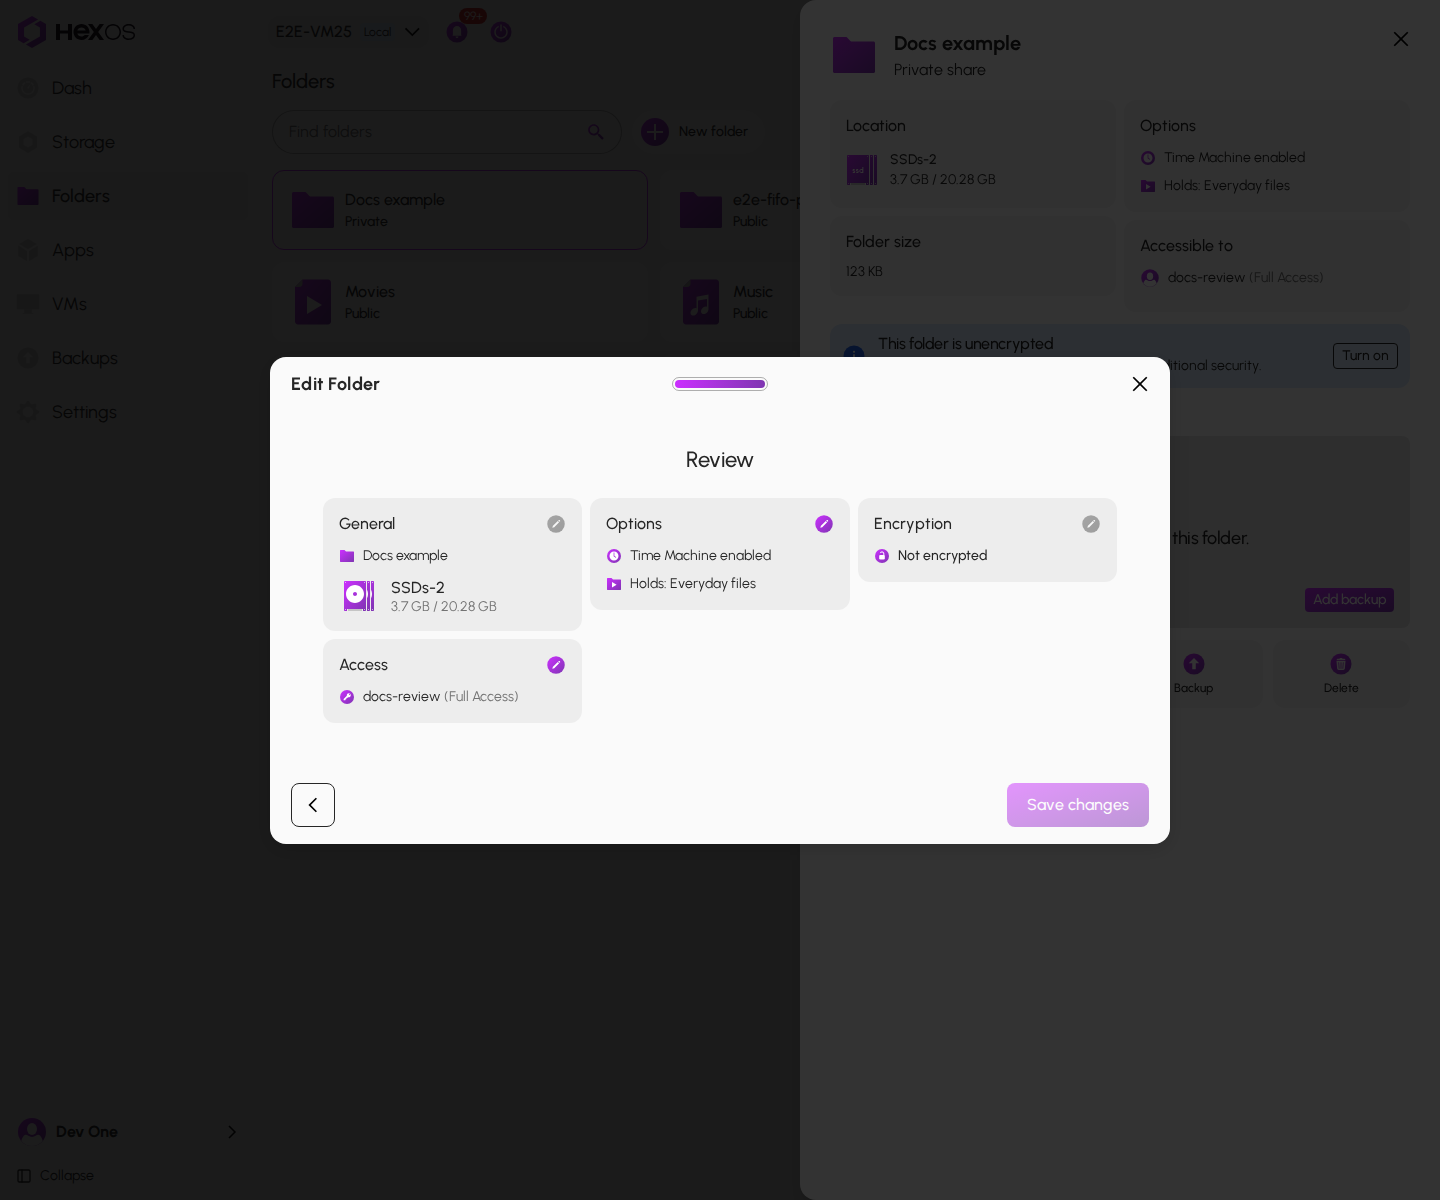 HEXOS
E2E-VM25 Local
99+
Dash
Storage
Folders
Apps
VMs
Backups
Settings
Folders
Find folders
New folder
Docs example
Private
Public
Movies
Public
Music
Public
Docs example
Private share
Location
SSDs-2
3.7 GB / 20.28 GB
Options
Time Machine enabled
Holds: Everyday files
Folder size
123 KB
Accessible to
docs-review (Full Access)
This folder is unencrypted
security.
Turn on
this folder.
Add backup
Backup
Delete
Edit Folder
Review
General
Docs example
SSDs-2
3.7 GB / 20.28 GB
Options
Time Machine enabled
Holds: Everyday files
Encryption
Not encrypted
Access
docs-review (Full Access)
Save changes
Dev One
Collapse